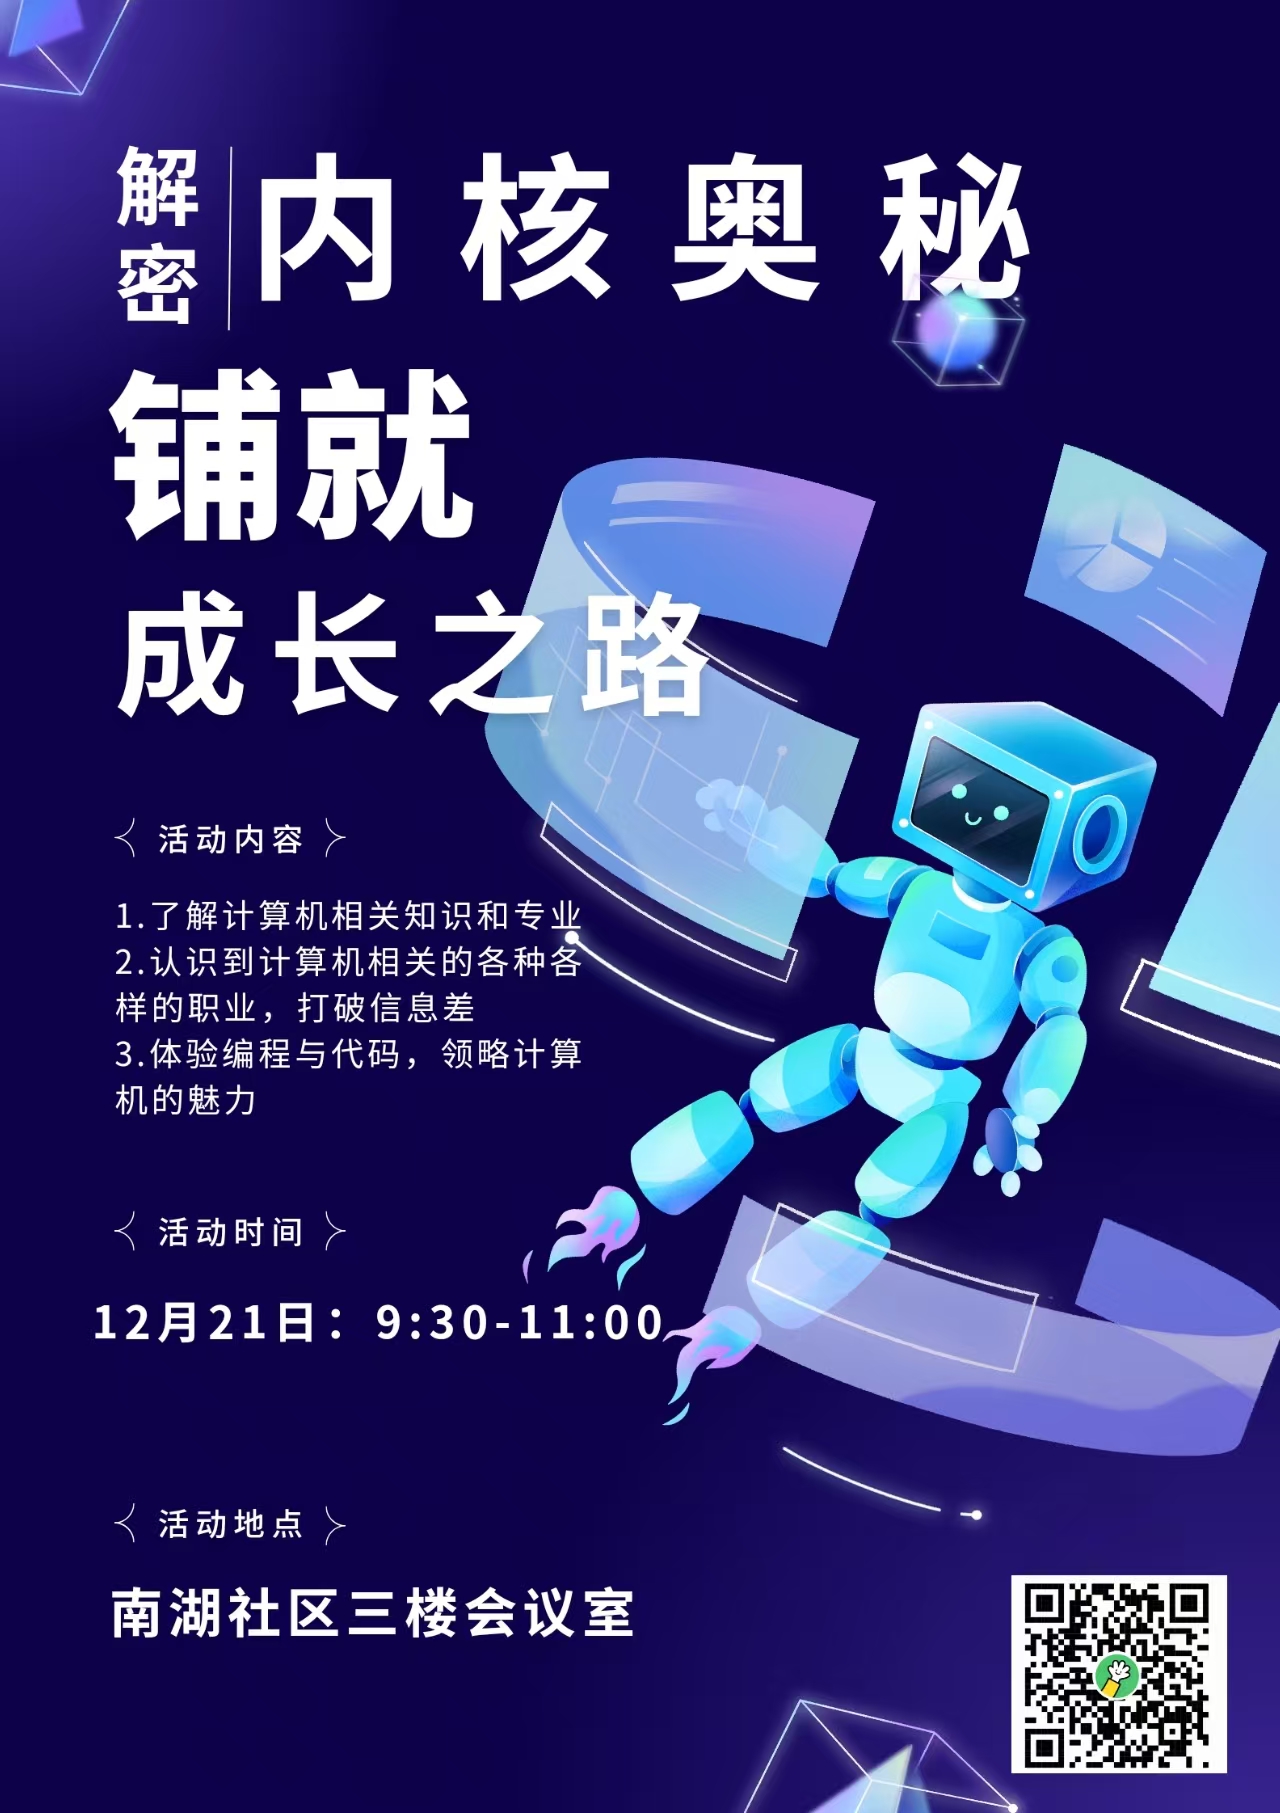 解密
内核奥秘
铺就
成长之路
活动内容
1.了解计算机相关知识和专业
2.认识到计算机相关的各种各
样的职业，打破信息差
3.体验编程与代码，领略计算
机的魅力
活动时间
12月21日：9:30-11:00
活动地点
南湖社区三楼会议室